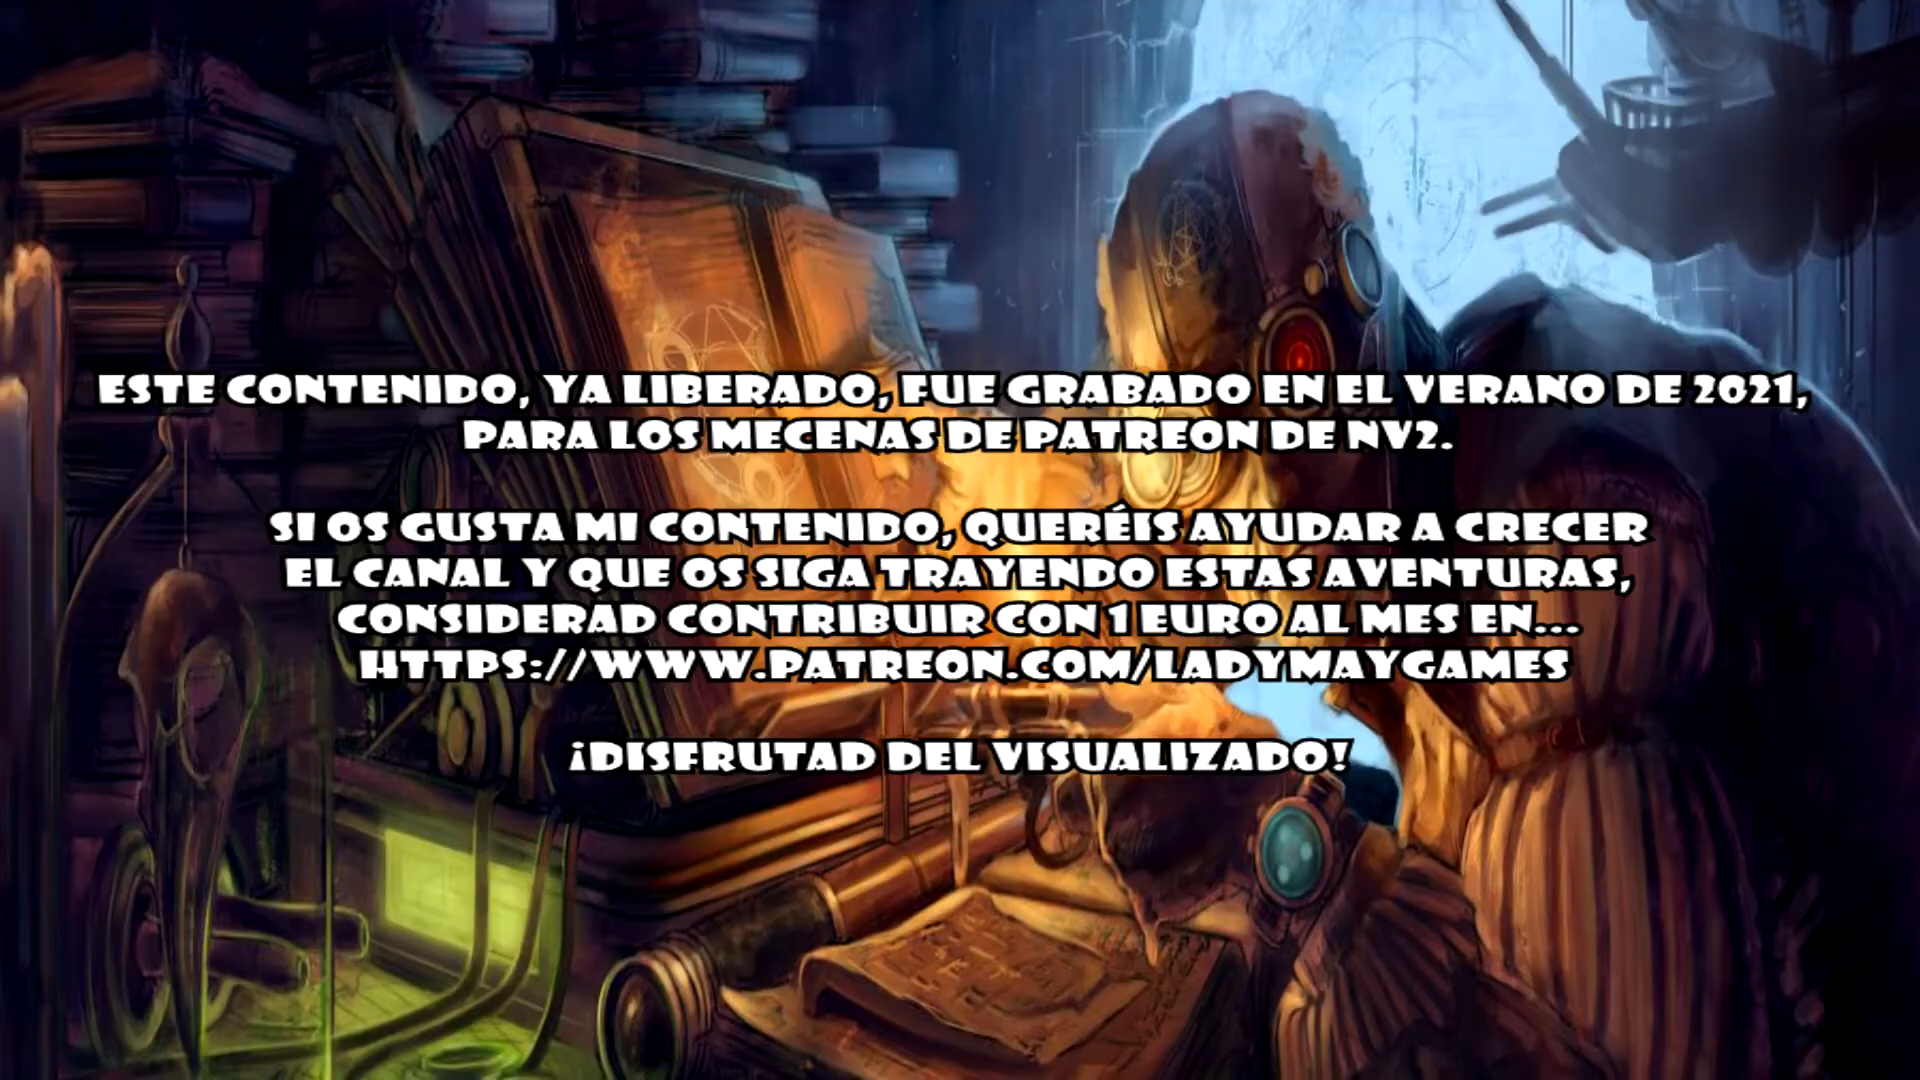 ESTE CONTENIDO, YA LIBERADO, FUE GRABADO EN EL VERANO DE 2021,
PARA LOS MECENAS DE PATREON DE NV2.
SI OS GUSTA MI CONTENIDO, QUERÉIS AYUDAR A CRECER
EL CANAL Y QUE OS SIGA TRAYENDO ESTAS AVENTURAS,
CONSIDERAD CONTRIBUIR CON 1 EURO AL MES EN...
HTTPS://WWW.PATREON.COM/LADYMAYGAMES
¡DISFRUTAD DEL VISUALIZADO!